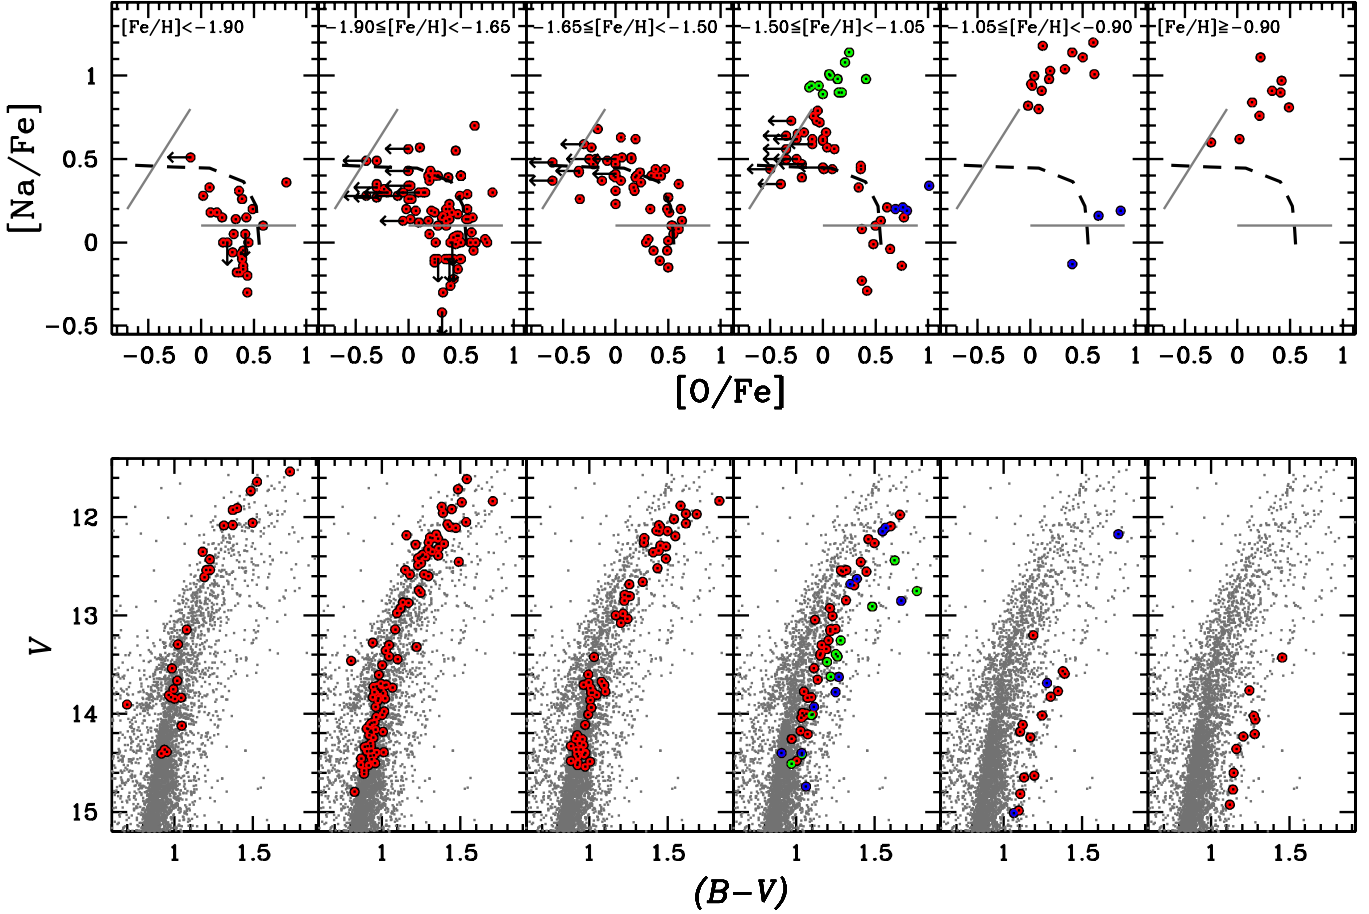 [Fe/H]<−1.90
−1.90≦[Fe/H]<−1.65
−1.65≦[Fe/H]<−1.50
−1.50≦[Fe/H]<−1.05
−1.05≦[Fe/H]<−0.90
[Fe/H]≧−0.90
1
0.5
0
−0.5
[Na/Fe]
−0.5 0 0.5 1
−0.5 0 0.5 1
−0.5 0 0.5 1
−0.5 0 0.5 1
−0.5 0 0.5 1
−0.5 0 0.5 1
[O/Fe]
12
13
14
15
V
1 1.5
1 1.5
1 1.5
1 1.5
1 1.5
1 1.5
(B−V)